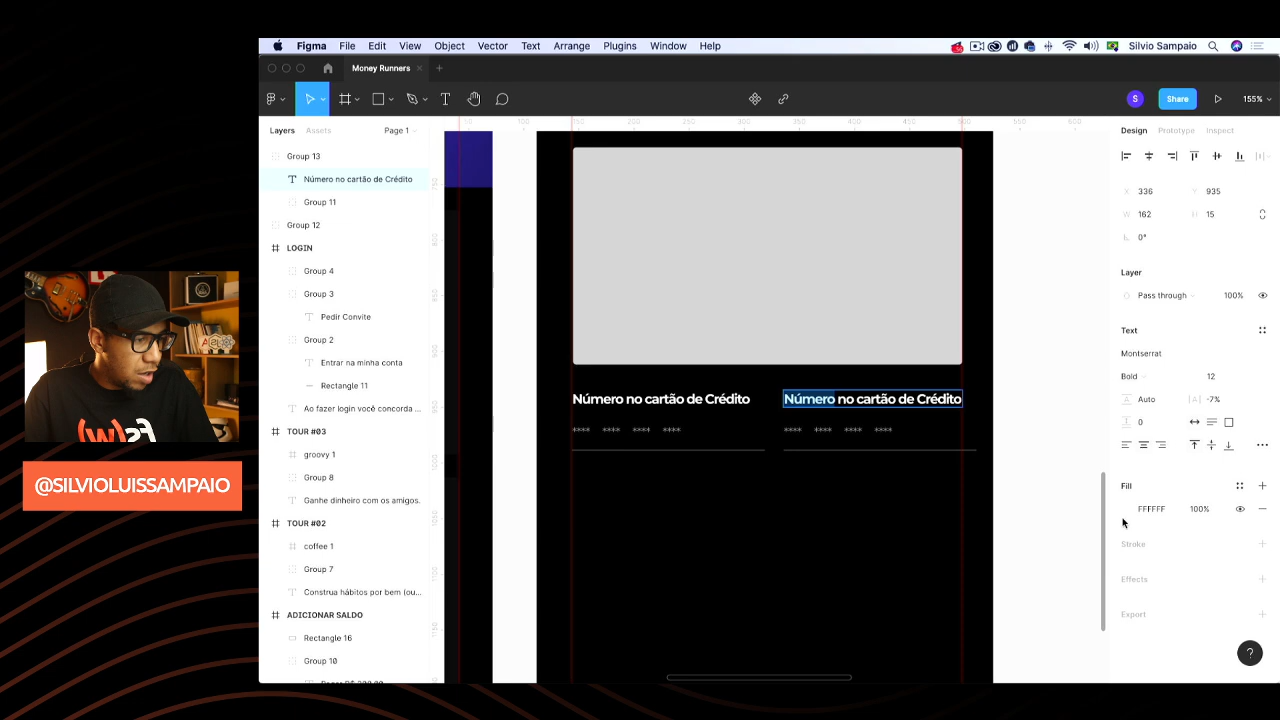 Figma File Edit View Object Vector Text Arrange Plugins Window Help Silvio Sampaio
Money Runners
S Share 155%
Layers Assets Page 1
Group 13
Número no cartão de Crédito
Group 11
Group 12
LOGIN
Group 4
Group 3
Pedir Convite
Group 2
Entrar na minha conta
Rectangle 11
Ao fazer login você concorda ...
TOUR #03
groovy 1
Group 8
Ganhe dinheiro com os amigos.
TOUR #02
coffee 1
Group 7
Construa hábitos por bem (ou...
ADICIONAR SALDO
Rectangle 16
Group 10
Número no cartão de Crédito
**** **** **** ****
Número no cartão de Crédito
**** **** **** ****
Design Prototype Inspect
X 336 Y 935
W 162 H 15
0°
Layer
Pass through 100%
Text
Montserrat
Bold 12
Auto |A| -7%
0
Fill
FFFFFF 100%
Stroke
Effects
Export
?
@SILVIOLUISSAMPAIO